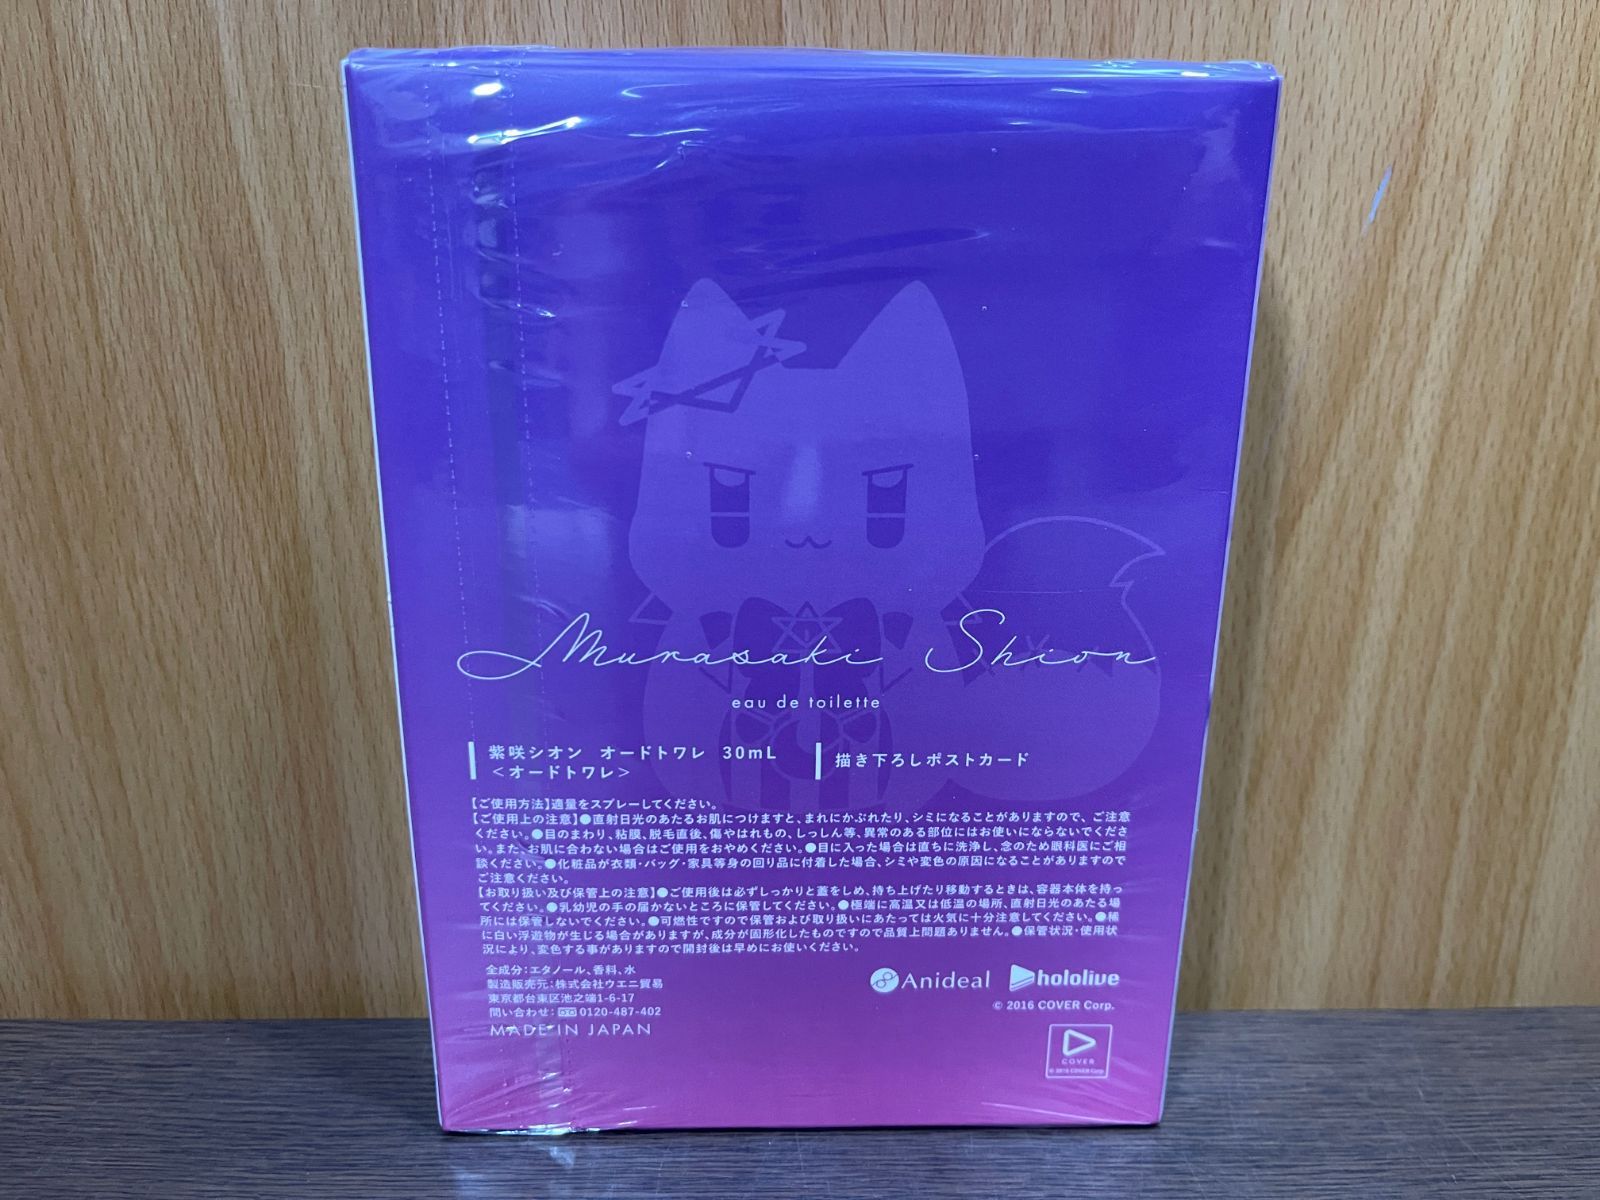 Murasaki Shion
eau de toilette
紫咲シオン オードトワレ 30mL
＜オードトワレ＞
描き下ろしポストカード
【ご使用方法】適量をスプレーしてください。
【ご使用上の注意】●直射日光のあたるお肌につけますと、まれにかぶれたり、シミになることがありますので、ご注意
ください。●目のまわり、粘膜、脱毛直後、傷やはれもの、しっしん等、異常のある部位にはお使いにならないでくださ
い。また、お肌に合わない場合はご使用をおやめください。●目に入った場合は直ちに洗浄し、念のため眼科医にご相
談ください。●化粧品が衣類・バッグ・家具等身の回り品に付着した場合、シミや変色の原因になることがありますので
ご注意ください。
【お取り扱い及び保管上の注意】●ご使用後は必ずしっかりと蓋をしめ、持ち上げたり移動するときは、容器本体を持っ
てください。●乳幼児の手の届かないところに保管してください。●極端に高温又は低温の場所、直射日光のあたる場
所には保管しないでください。●可燃性ですので保管および取り扱いにあたっては火気に十分注意してください。●稀
に白い浮遊物が生じる場合がありますが、成分が固形化したものですので品質上問題ありません。●保管状況・使用状
況により、変色する事がありますので開封後は早めにお使いください。
全成分：エタノール、香料、水
製造販売元：株式会社ウエニ貿易
東京都台東区池之端1-6-17
問い合わせ：0120-487-402
MADE IN JAPAN
Anideal
hololive
© 2016 COVER Corp.
COVER
© 2016 COVER Corp.